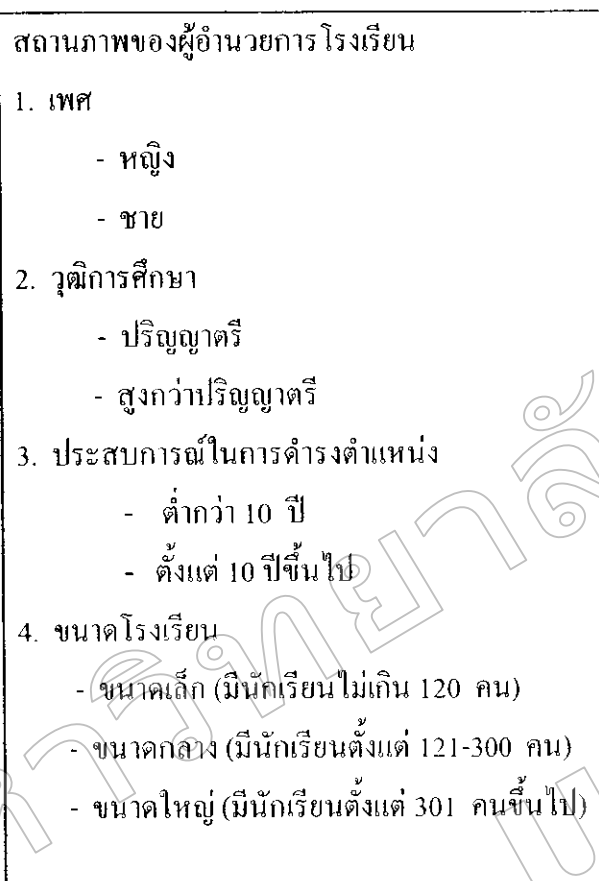 สถานภาพของผู้อำนวยการโรงเรียน
1. เพศ
- หญิง
- ชาย
2. วุฒิการศึกษา
- ปริญญาตรี
- สูงกว่าปริญญาตรี
3. ประสบการณ์ในการดำรงตำแหน่ง
- ต่ำกว่า 10 ปี
- ตั้งแต่ 10 ปีขึ้นไป
4. ขนาดโรงเรียน
- ขนาดเล็ก (มีนักเรียนไม่เกิน 120 คน)
- ขนาดกลาง (มีนักเรียนตั้งแต่ 121-300 คน)
- ขนาดใหญ่ (มีนักเรียนตั้งแต่ 301 คนขึ้นไป)